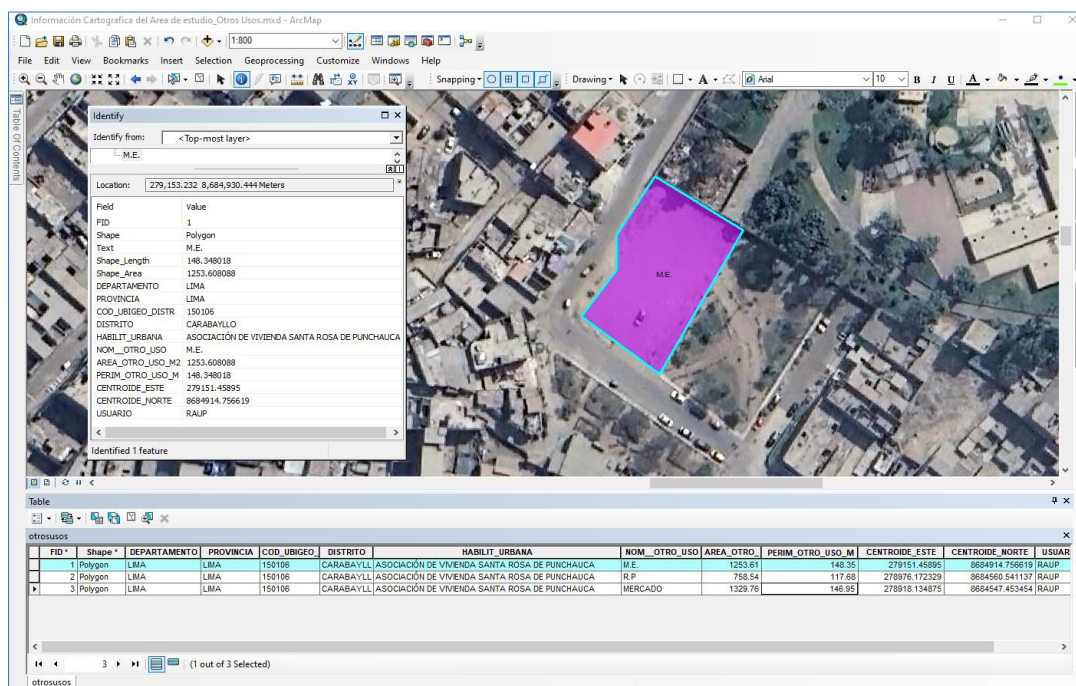 Información Cartografica del Area de estudio_Otros Usos.mxd - ArcMap
1:800
File Edit View Bookmarks Insert Selection Geoprocessing Customize Windows Help
Snapping Drawing A Arial 10 B I U A
Table Of Contents
Identify
Identify from: <Top-most layer>
M.E.
Location: 279,153.232 8,684,930.444 Meters
Field Value
FID 1
Shape Polygon
Text M.E.
Shape_Length 148.348018
Shape_Area 1253.608088
DEPARTAMENTO LIMA
PROVINCIA LIMA
COD_UBIGEO_DISTR 150106
DISTRITO CARABAYLLO
HABILIT_URBANA ASOCIACIÓN DE VIVIENDA SANTA ROSA DE PUNCHAUCA
NOM__OTRO_USO M.E.
AREA_OTRO_USO_M2 1253.608088
PERIM_OTRO_USO_M 148.348018
CENTROIDE_ESTE 279151.45895
CENTROIDE_NORTE 8684914.756619
USUARIO RAUP
Identified 1 feature
M.E.
Table
otrosusos
FID * Shape * DEPARTAMENTO PROVINCIA COD_UBIGEO_ DISTRITO HABILIT_URBANA NOM__OTRO_USO AREA_OTRO_ PERIM_OTRO_USO_M CENTROIDE_ESTE CENTROIDE_NORTE USUAR
1 Polygon LIMA LIMA 150106 CARABAYLL ASOCIACIÓN DE VIVIENDA SANTA ROSA DE PUNCHAUCA M.E. 1253.61 148.35 279151.45895 8684914.756619 RAUP
2 Polygon LIMA LIMA 150106 CARABAYLL ASOCIACIÓN DE VIVIENDA SANTA ROSA DE PUNCHAUCA R.P 758.54 117.68 278976.172329 8684560.541137 RAUP
3 Polygon LIMA LIMA 150106 CARABAYLL ASOCIACIÓN DE VIVIENDA SANTA ROSA DE PUNCHAUCA MERCADO 1329.76 146.95 278918.134875 8684547.453454 RAUP
3 (1 out of 3 Selected)
otrosusos